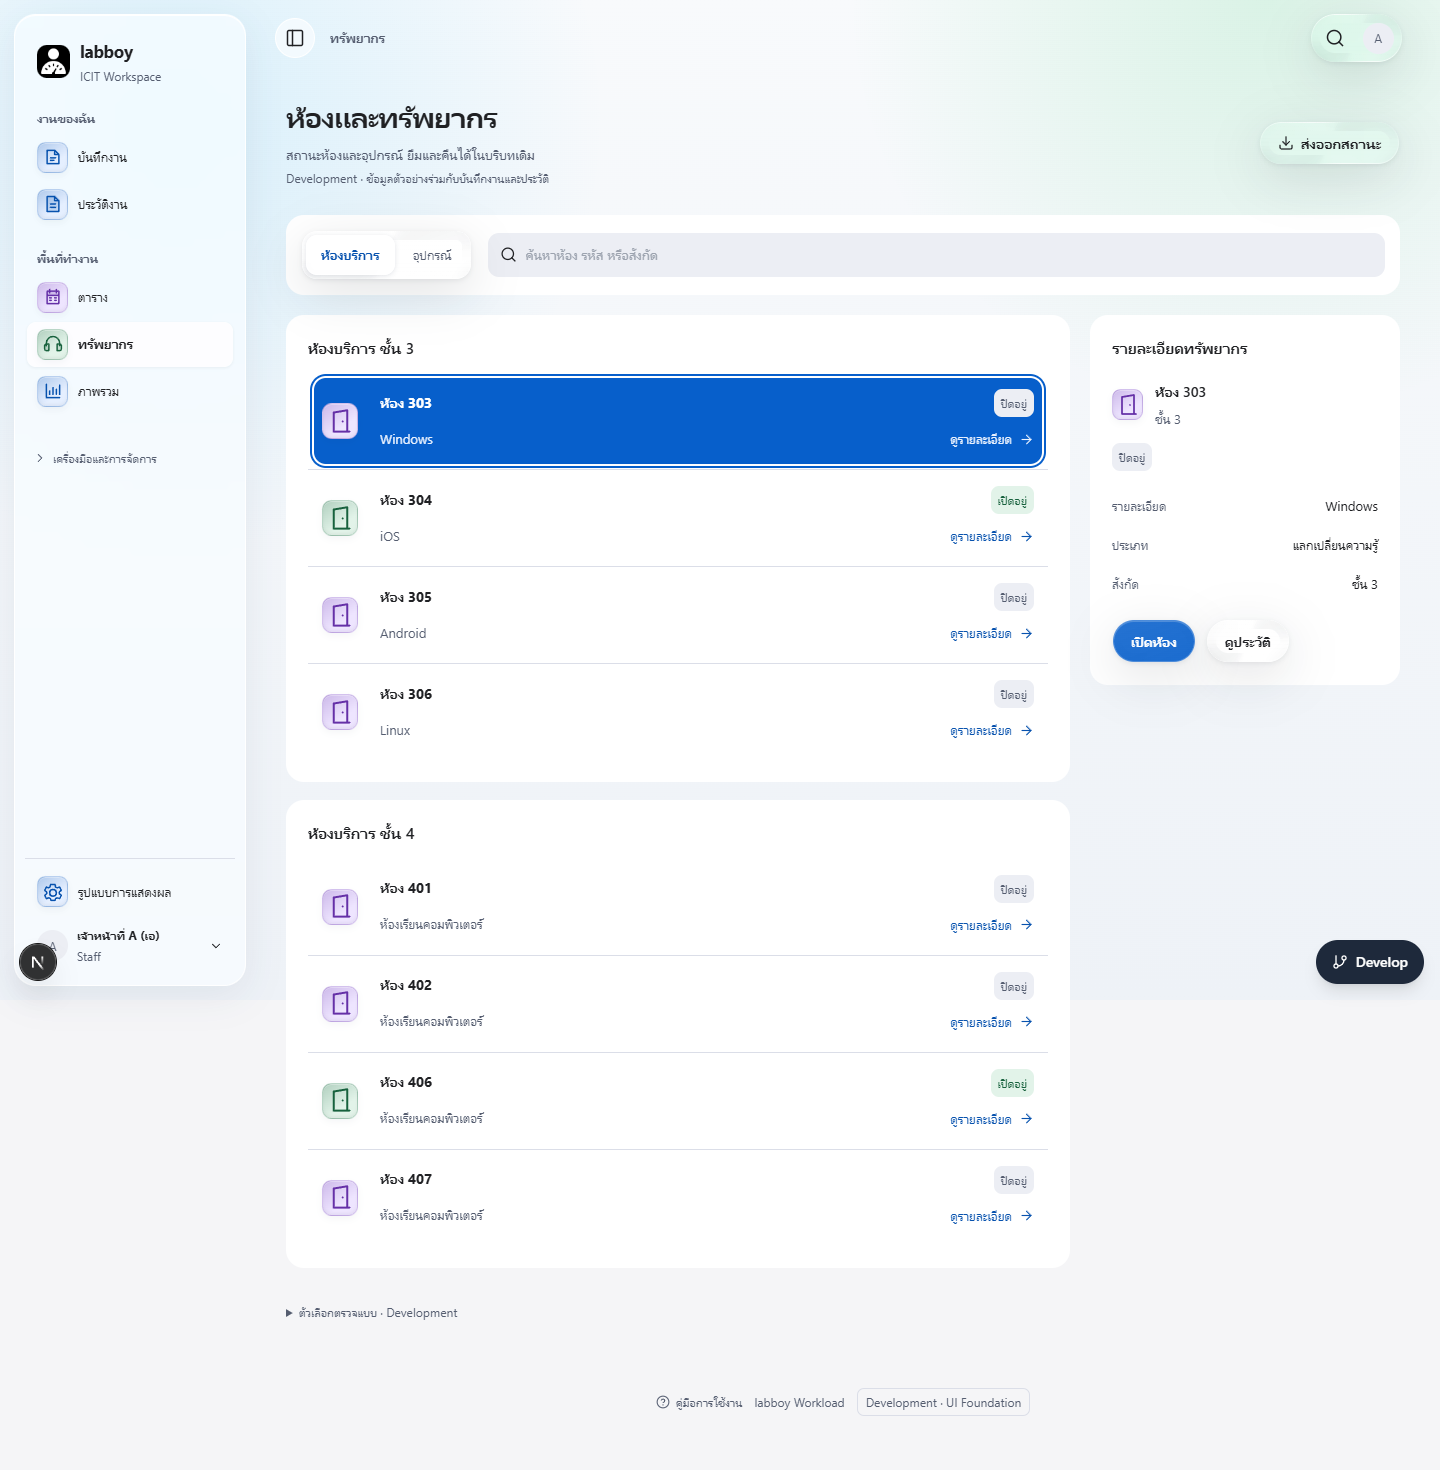 labboy
ICIT Workspace
งานของฉัน
บันทึกงาน
ประวัติงาน
พื้นที่ทำงาน
ตาราง
ทรัพยากร
ภาพรวม
เครื่องมือและการจัดการ
รูปแบบการแสดงผล
A
เจ้าหน้าที่ A (เอ)
Staff
N
ทรัพยากร
A
ห้องและทรัพยากร
สถานะห้องและอุปกรณ์ ยืมและคืนได้ในบริบทเดิม
Development · ข้อมูลตัวอย่างร่วมกับบันทึกงานและประวัติ
ส่งออกสถานะ
ห้องบริการ
อุปกรณ์
ค้นหาห้อง รหัส หรือสังกัด
ห้องบริการ ชั้น 3
ห้อง 303
ปิดอยู่
Windows
ดูรายละเอียด
ห้อง 304
เปิดอยู่
iOS
ดูรายละเอียด
ห้อง 305
ปิดอยู่
Android
ดูรายละเอียด
ห้อง 306
ปิดอยู่
Linux
ดูรายละเอียด
ห้องบริการ ชั้น 4
ห้อง 401
ปิดอยู่
ห้องเรียนคอมพิวเตอร์
ดูรายละเอียด
ห้อง 402
ปิดอยู่
ห้องเรียนคอมพิวเตอร์
ดูรายละเอียด
ห้อง 406
เปิดอยู่
ห้องเรียนคอมพิวเตอร์
ดูรายละเอียด
ห้อง 407
ปิดอยู่
ห้องเรียนคอมพิวเตอร์
ดูรายละเอียด
รายละเอียดทรัพยากร
ห้อง 303
ชั้น 3
ปิดอยู่
รายละเอียด Windows
ประเภท แลกเปลี่ยนความรู้
สังกัด ชั้น 3
เปิดห้อง
ดูประวัติ
Develop
ตัวเลือกตรวจแบบ · Development
คู่มือการใช้งาน labboy Workload Development · UI Foundation